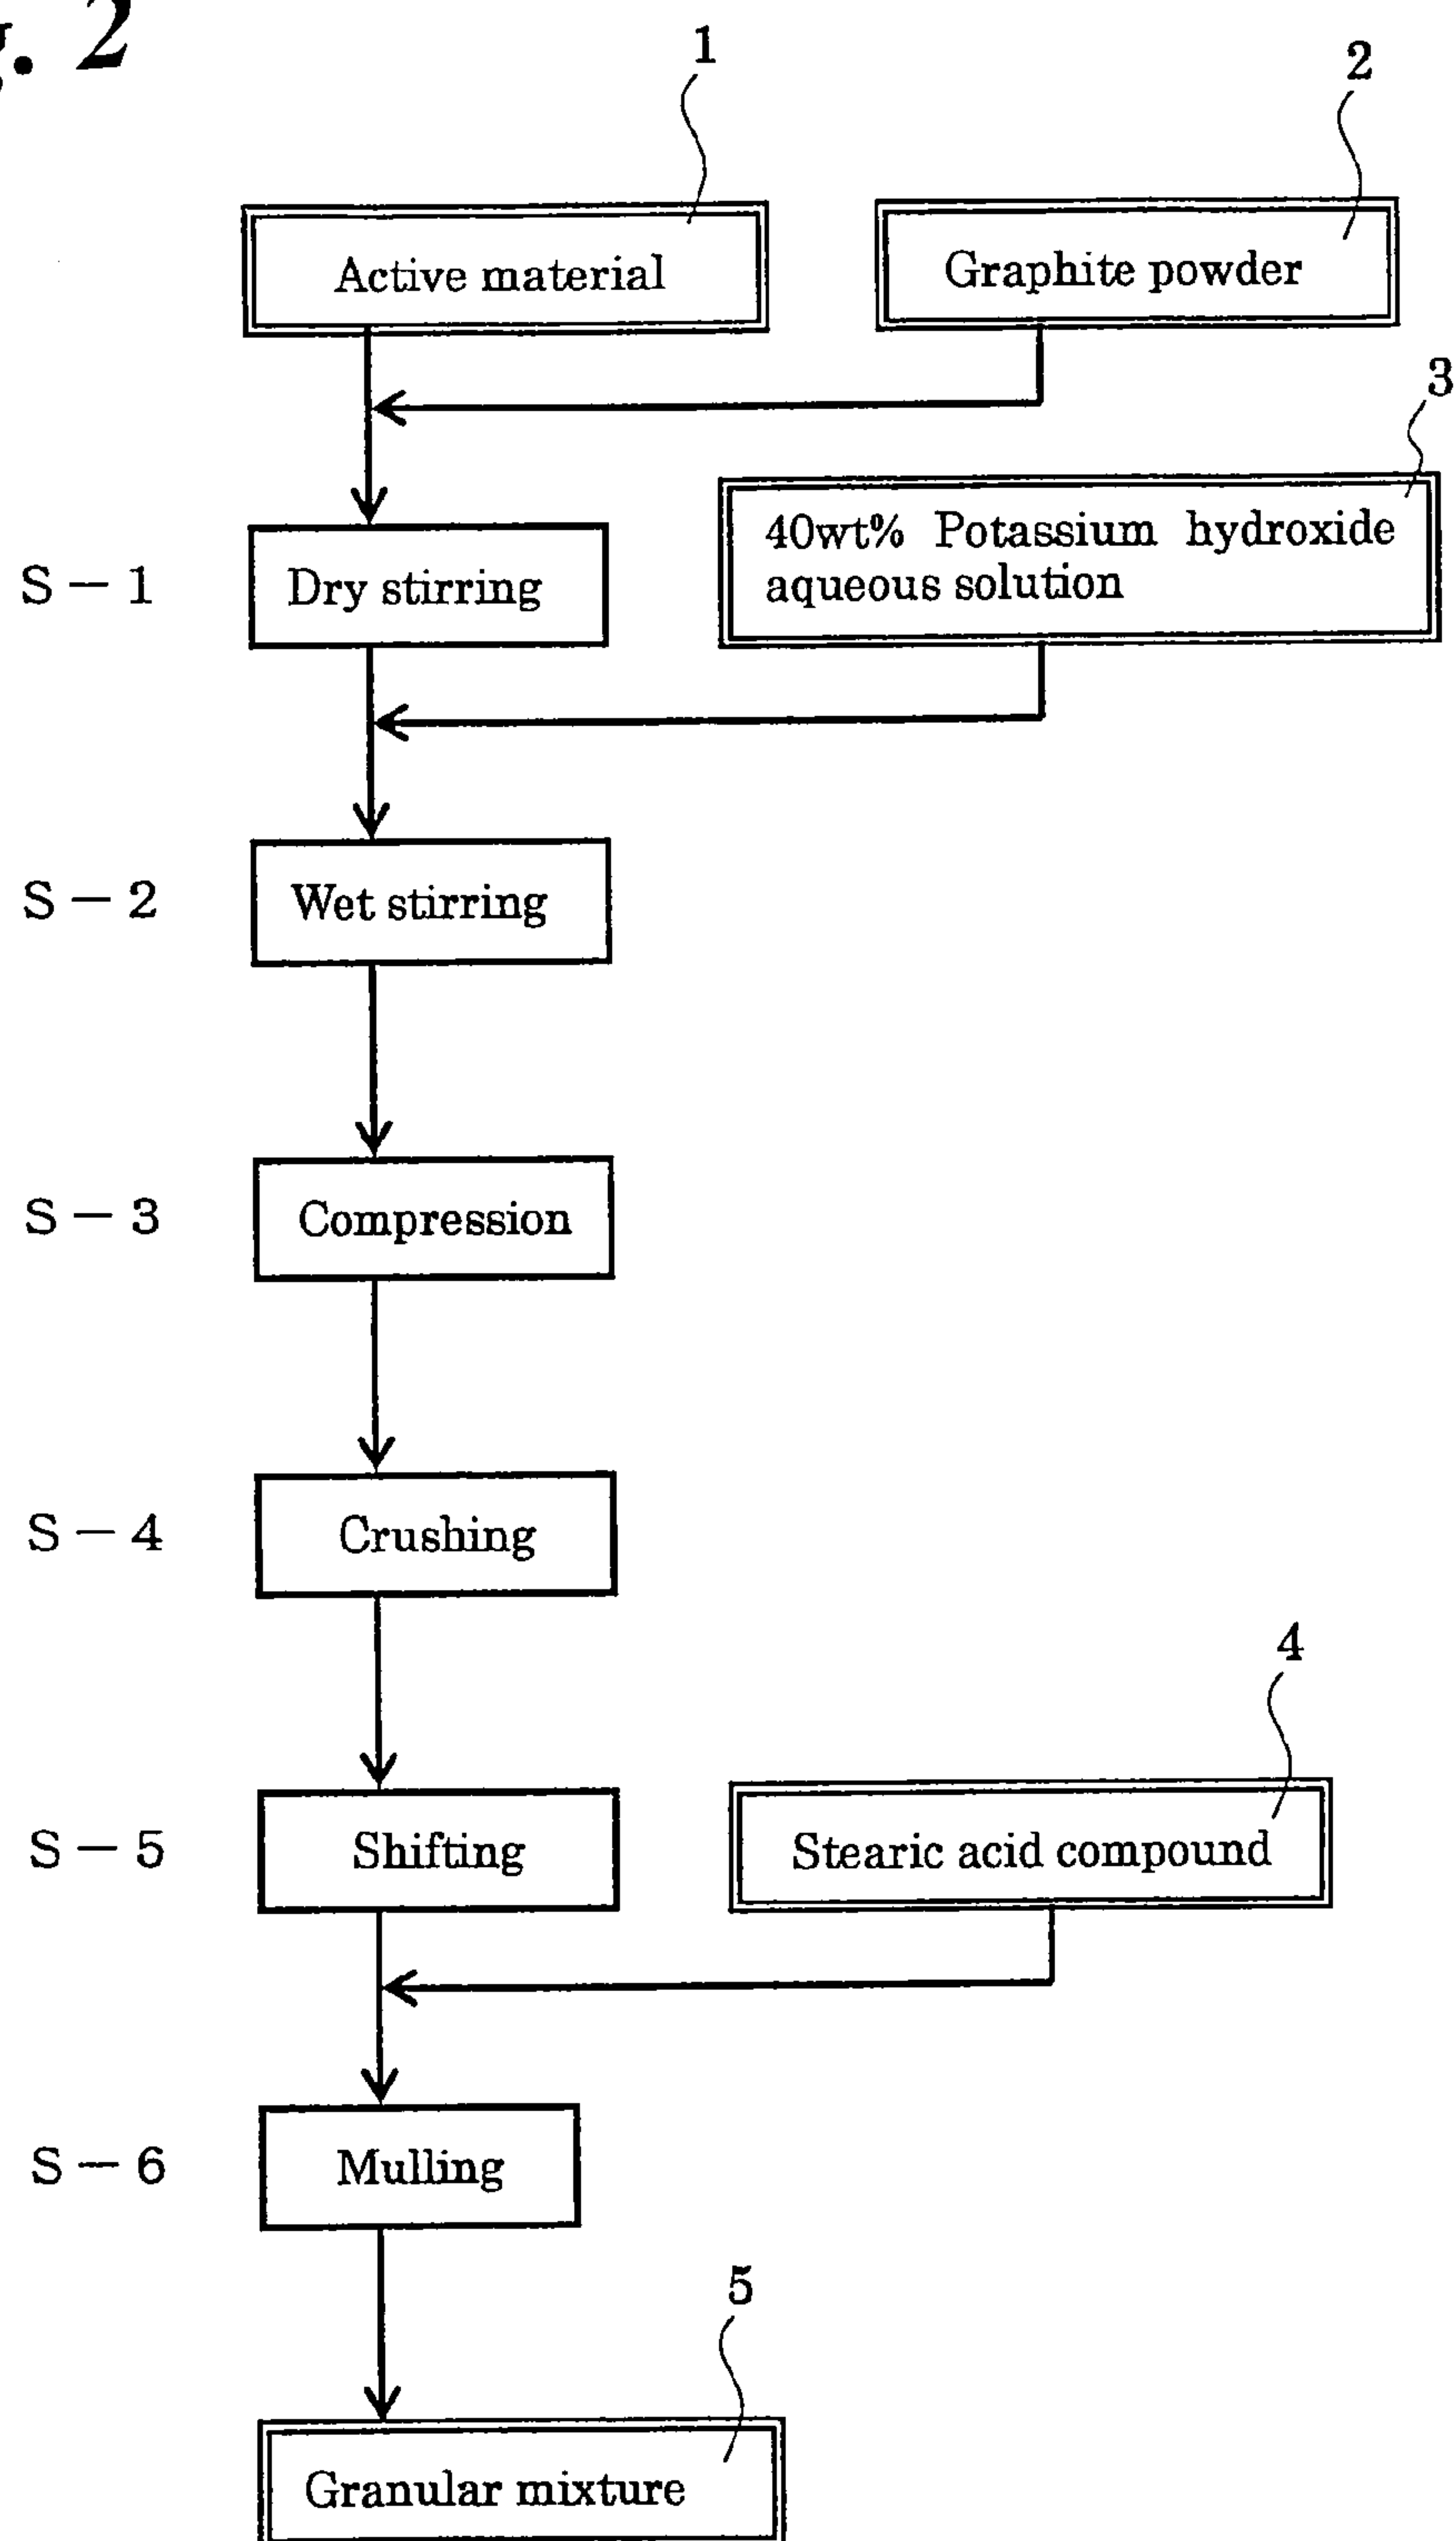 . 2
1
2
Active material
Graphite powder
3
40wt% Potassium hydroxide
aqueous solution
S-1
Dry stirring
S-2
Wet stirring
S-3
Compression
S-4
Crushing
4
S-5
Shifting
Stearic acid compound
S-6
Mulling
5
Granular mixture